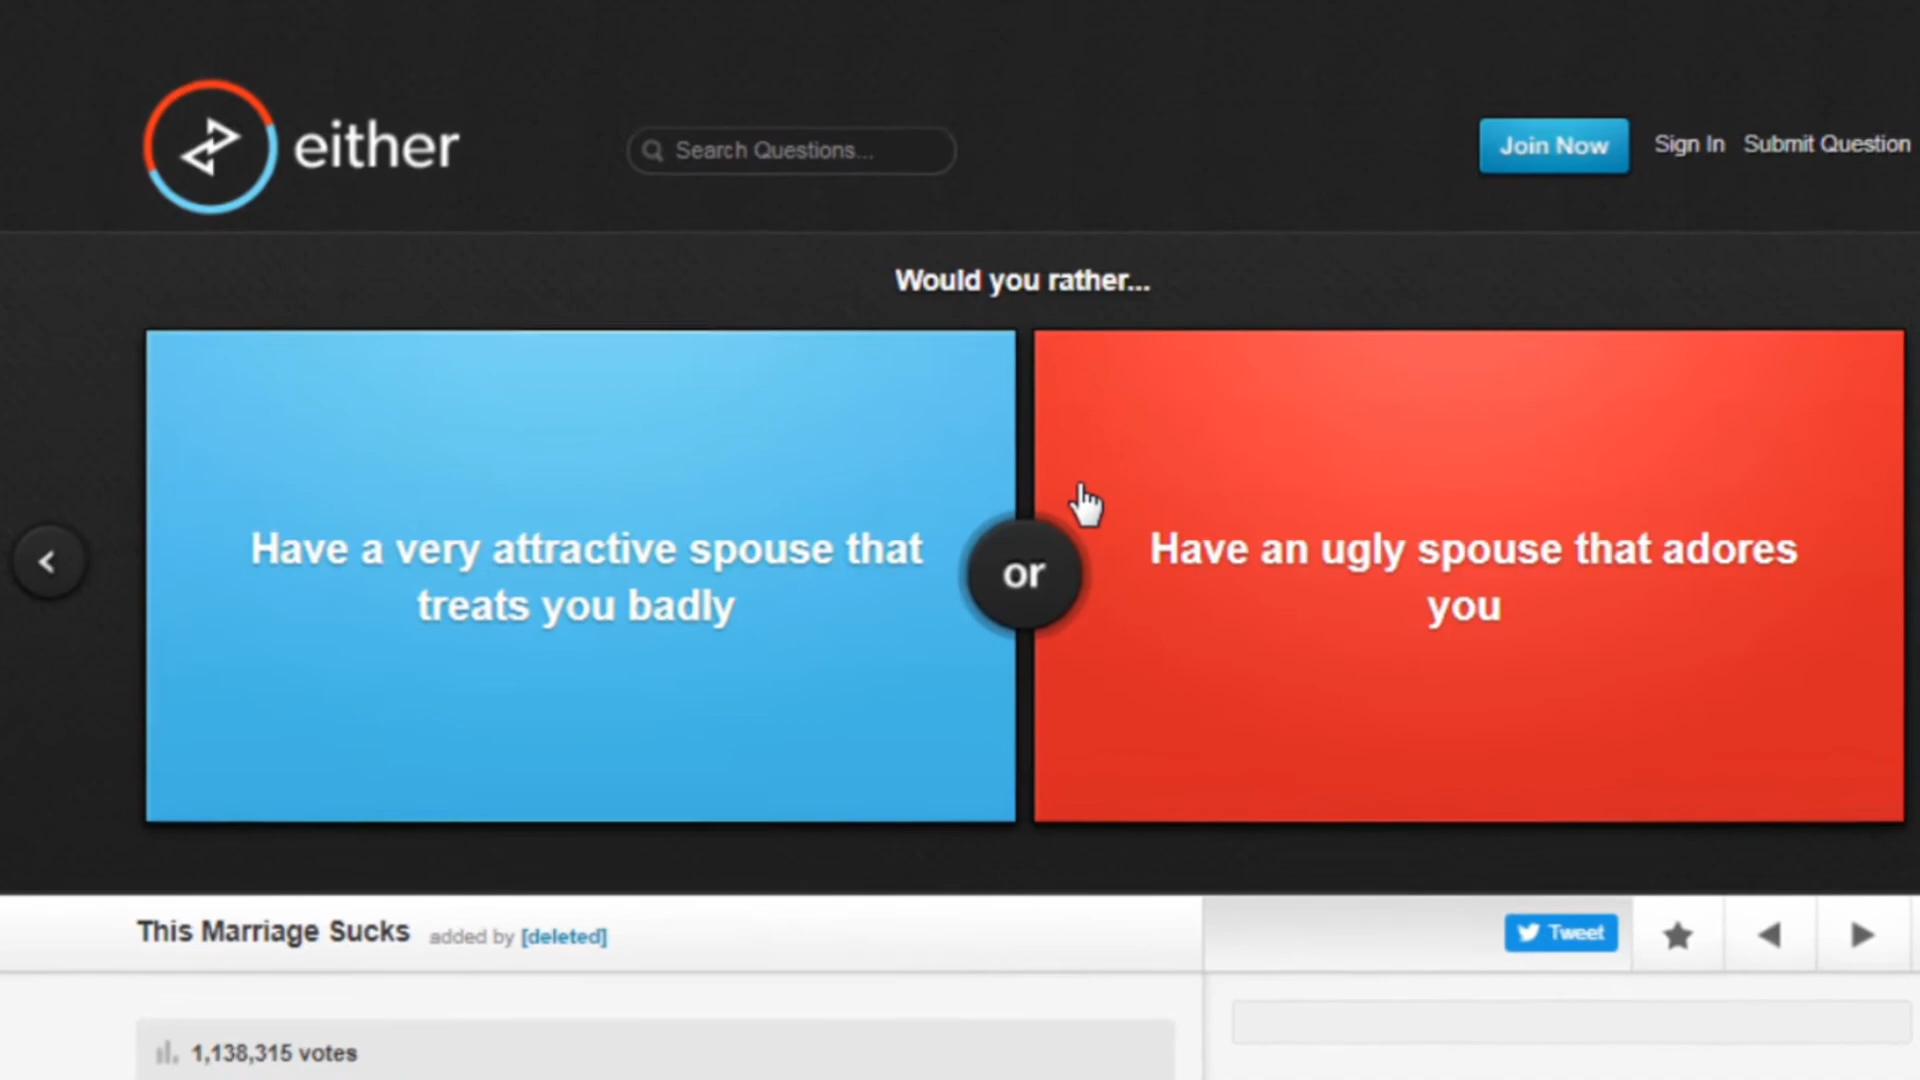 either
Search Questions...
Join Now
Sign In
Submit Question
Would you rather...
Have a very attractive spouse that
treats you badly
or
Have an ugly spouse that adores
you
This Marriage Sucks
added by [deleted]
Tweet
1,138,315 votes